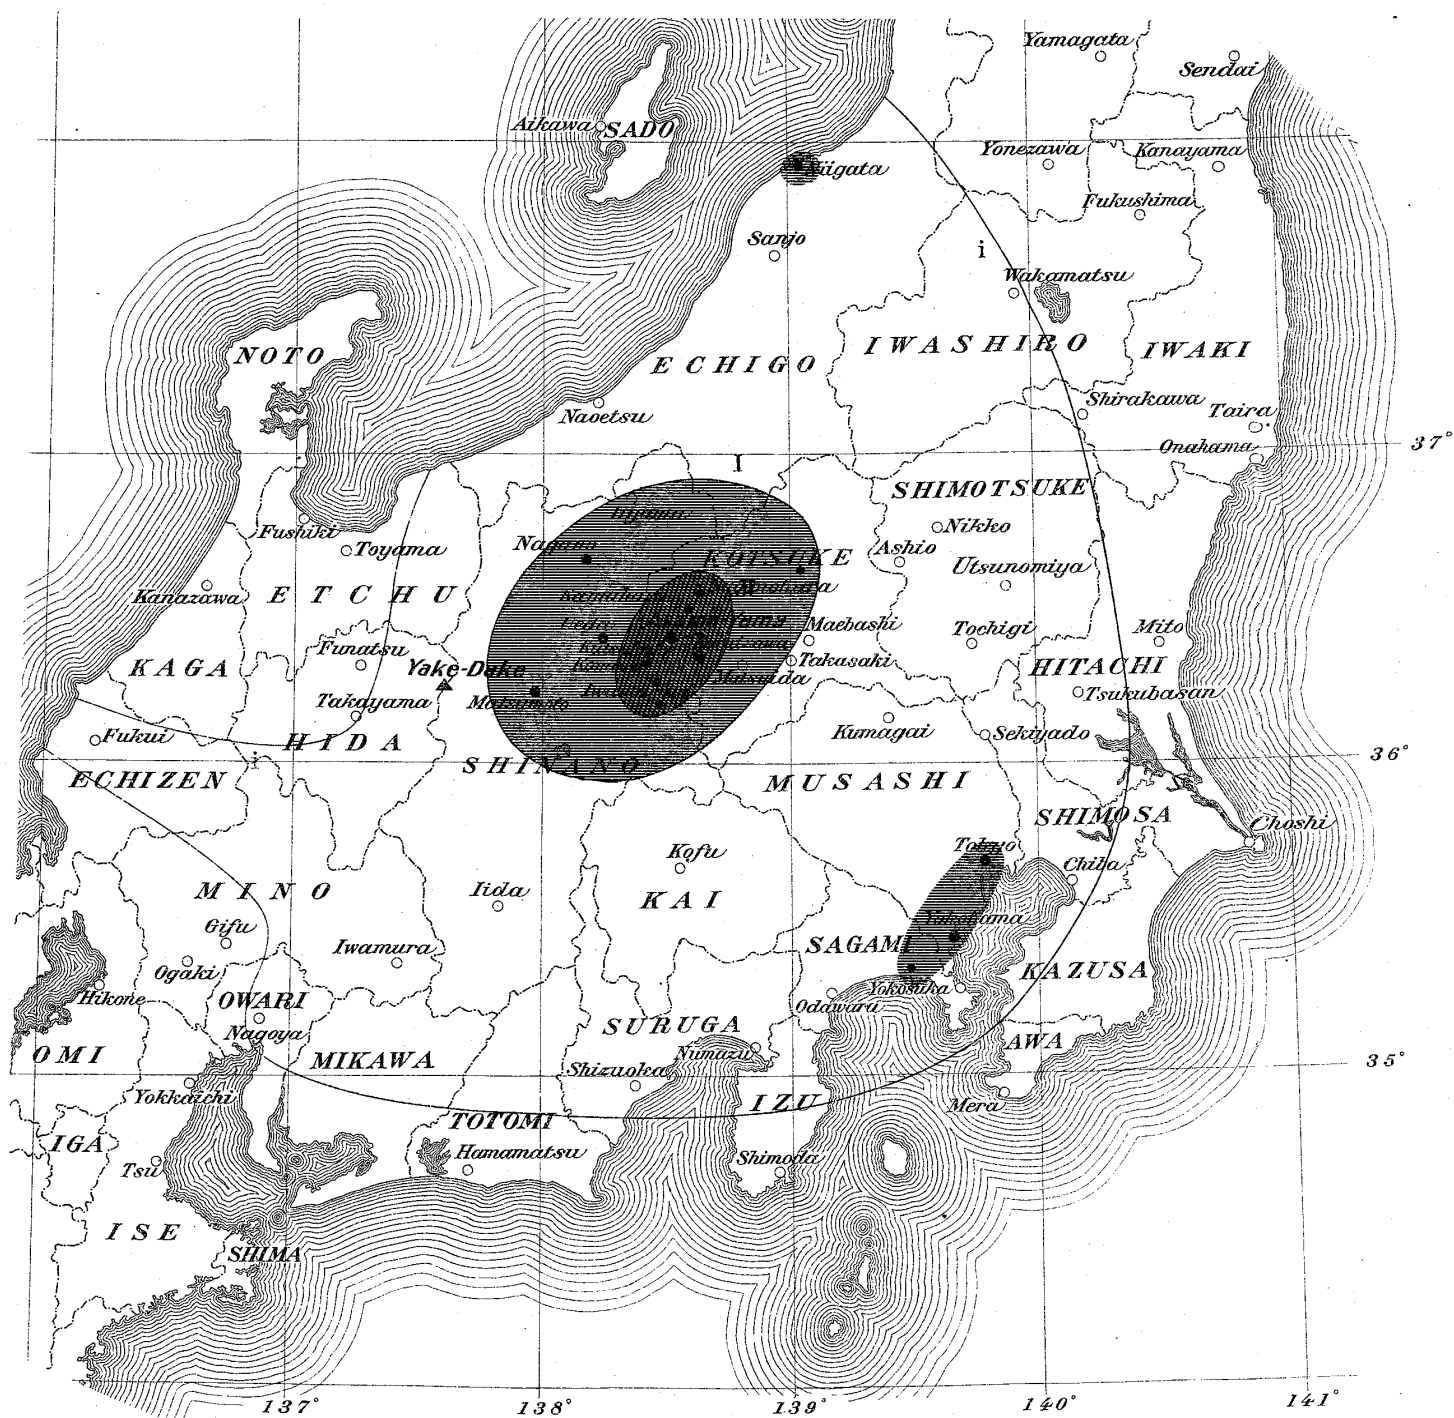 Yamagata
Sendai
Aikawa
SADO
Yonezawa
Kanayama
Niigata
Fukushima
Sanjo
i
Wakamatsu
NOTO
ECHIGO
IWASHIRO
IWAKI
Naoetsu
Shirakawa
Taira
Onahama
37°
I
SHIMOTSUKE
Fushiki
Toyama
Nagano
KOTSUKE
Nikko
Ashio
Utsunomiya
Kanazawa
ETCHU
Maebashi
Tochigi
Mito
Funatsu
KAGA
Yake-Dake
Takasaki
HITACHI
Matsuida
Tsukubasan
Takayama
Matsumoto
Fukui
HIDA
Kumagai
Sekiyado
i
36°
ECHIZEN
SHINANO
MUSASHI
SHIMOSA
Choshi
Tokyo
Kofu
Chiba
MINO
Iida
KAI
Gifu
Yokohama
Iwamura
SAGAMI
Ogaki
KAZUSA
Hikone
OWARI
Yokosuka
Odawara
Nagoya
SURUGA
AWA
OMI
MIKAWA
Numazu
35°
Shizuoka
Yokkaichi
IZU
Mera
TOTOMI
IGA
Hamamatsu
Tsu
Shimoda
ISE
SHIMA
137°
138°
139°
140°
141°